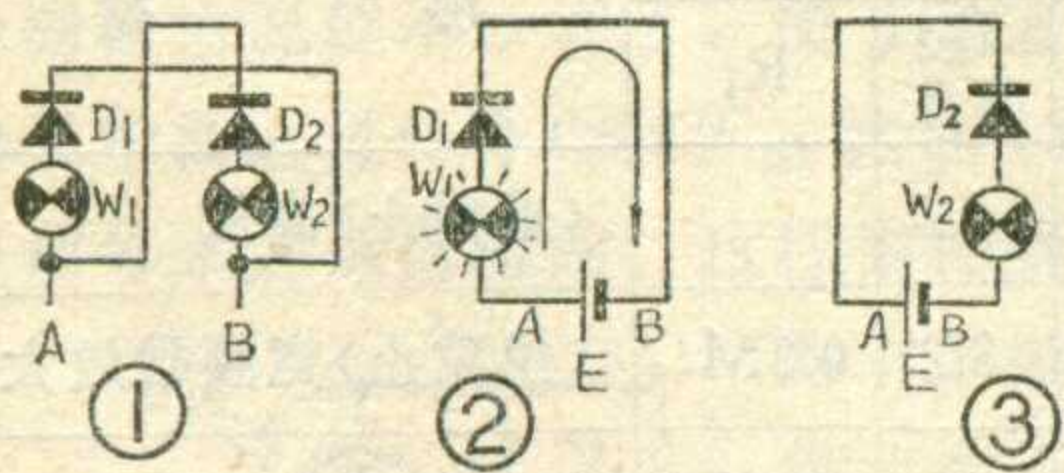 D1 D2 D1 D2
W1 W2 W1 W2
A B A B A B
E E
① ② ③